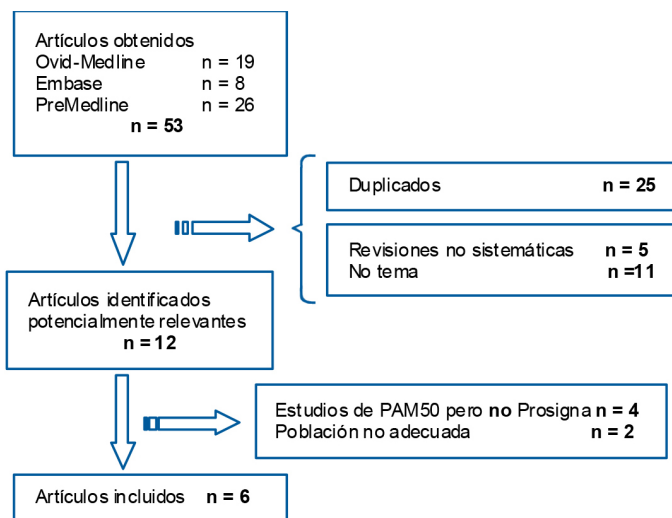 Artículos obtenidos
Ovid-Medline n = 19
Embase n = 8
PreMedline n = 26
n = 53
Duplicados n = 25
Revisiones no sistemáticas n = 5
No tema n =11
Artículos identificados
potencialmente relevantes
n = 12
Estudios de PAM50 pero no Prosigna n = 4
Población no adecuada n = 2
Artículos incluidos n = 6